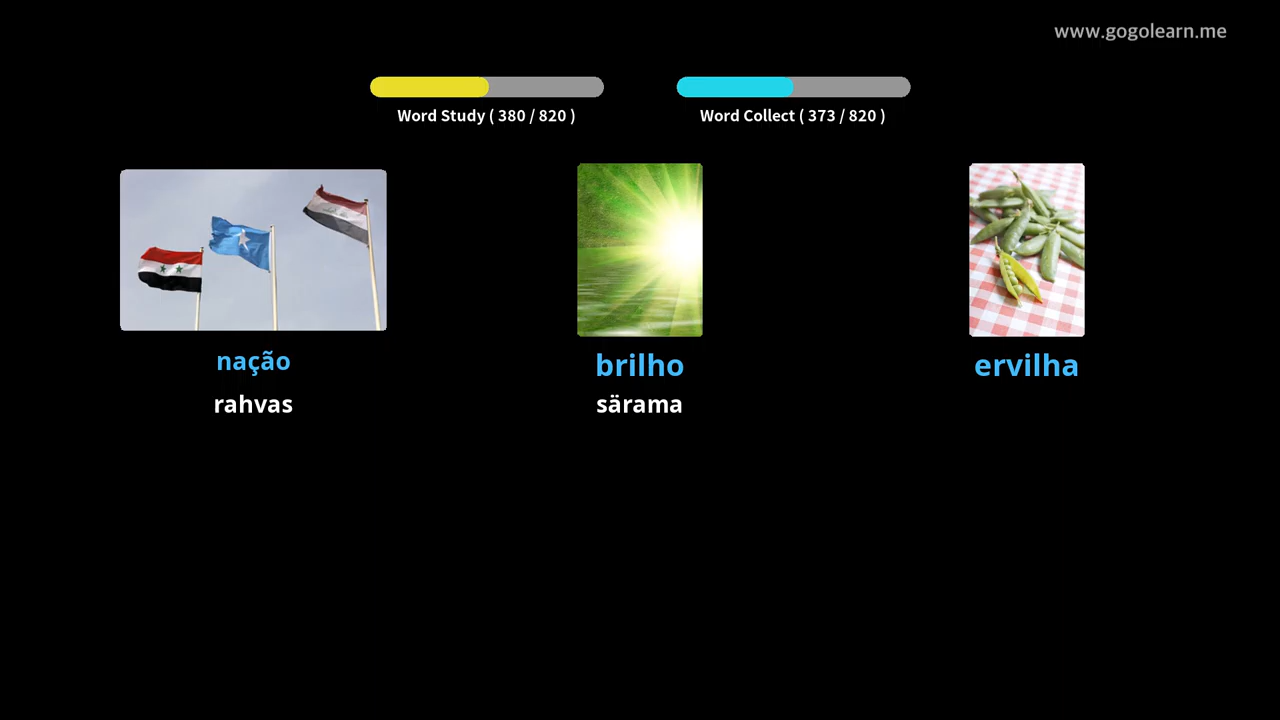 www.gogolearn.me
Word Study ( 380 / 820 )
Word Collect ( 373 / 820 )
nação
brilho
ervilha
rahvas
särama